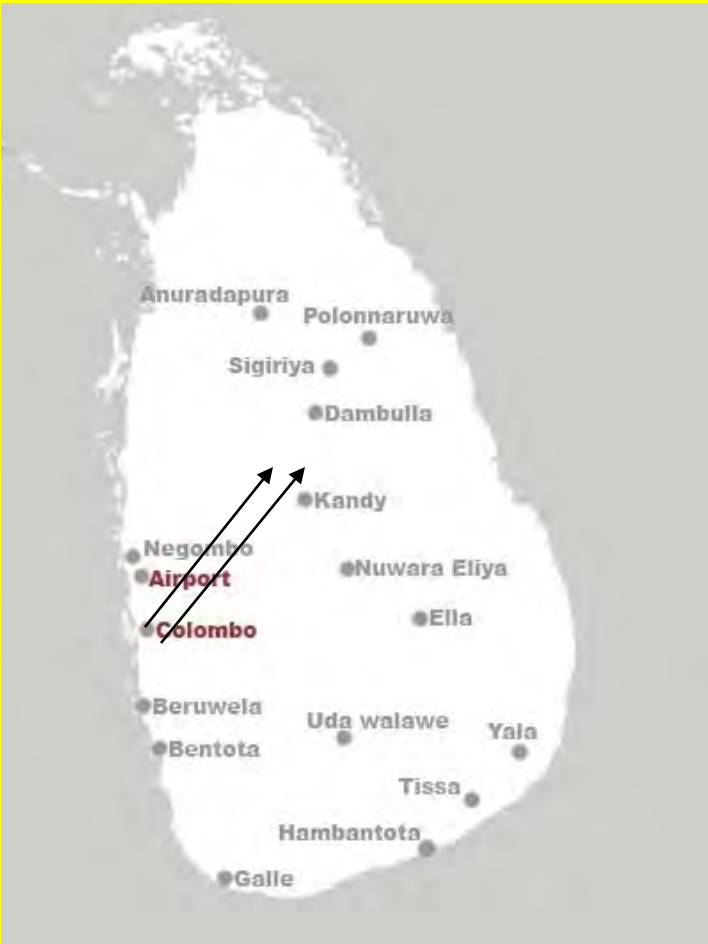 Anuradapura
Polonnaruwa
Sigiriya
Dambulla
Kandy
Negombo
Airport
Nuwara Eliya
Ella
Colombo
Beruwela
Uda walawe
Yala
Bentota
Tissa
Hambantota
Galle